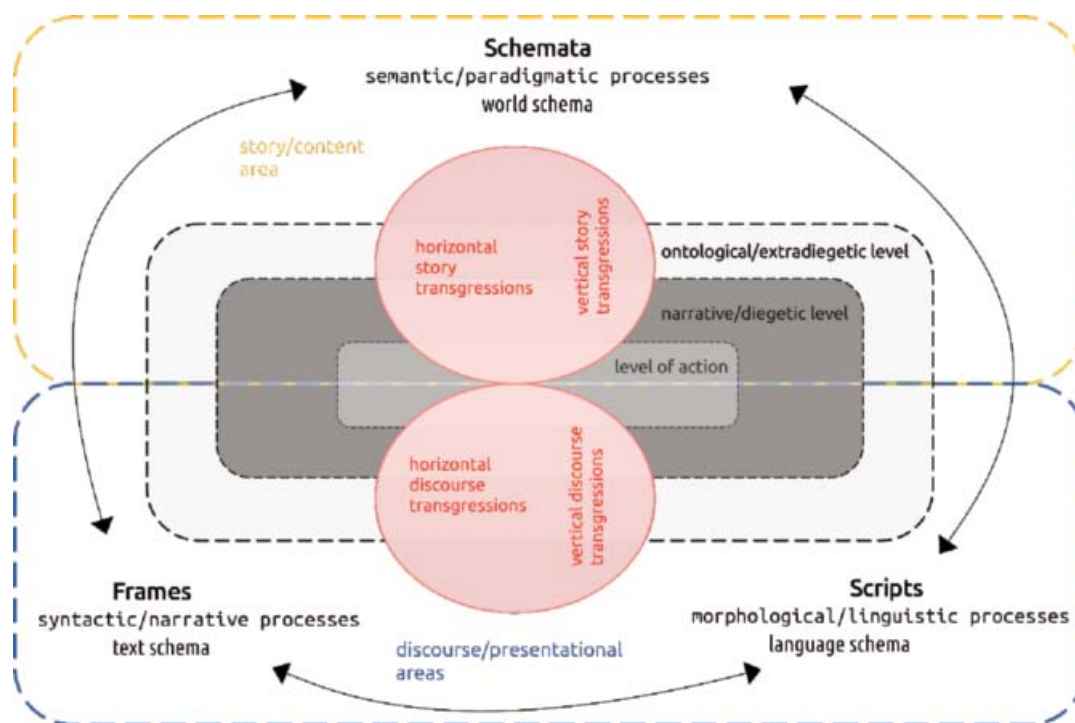 Schemata
semantic/paradigmatic processes
world schema
story/content
area
horizontal
story
transgressions
vertical story
transgressions
ontological/extradiegetic level
narrative/diegetic level
level of action
horizontal
discourse
transgressions
vertical discourse
transgressions
Frames
syntactic/narrative processes
text schema
Scripts
morphological/linguistic processes
language schema
discourse/presentational
areas